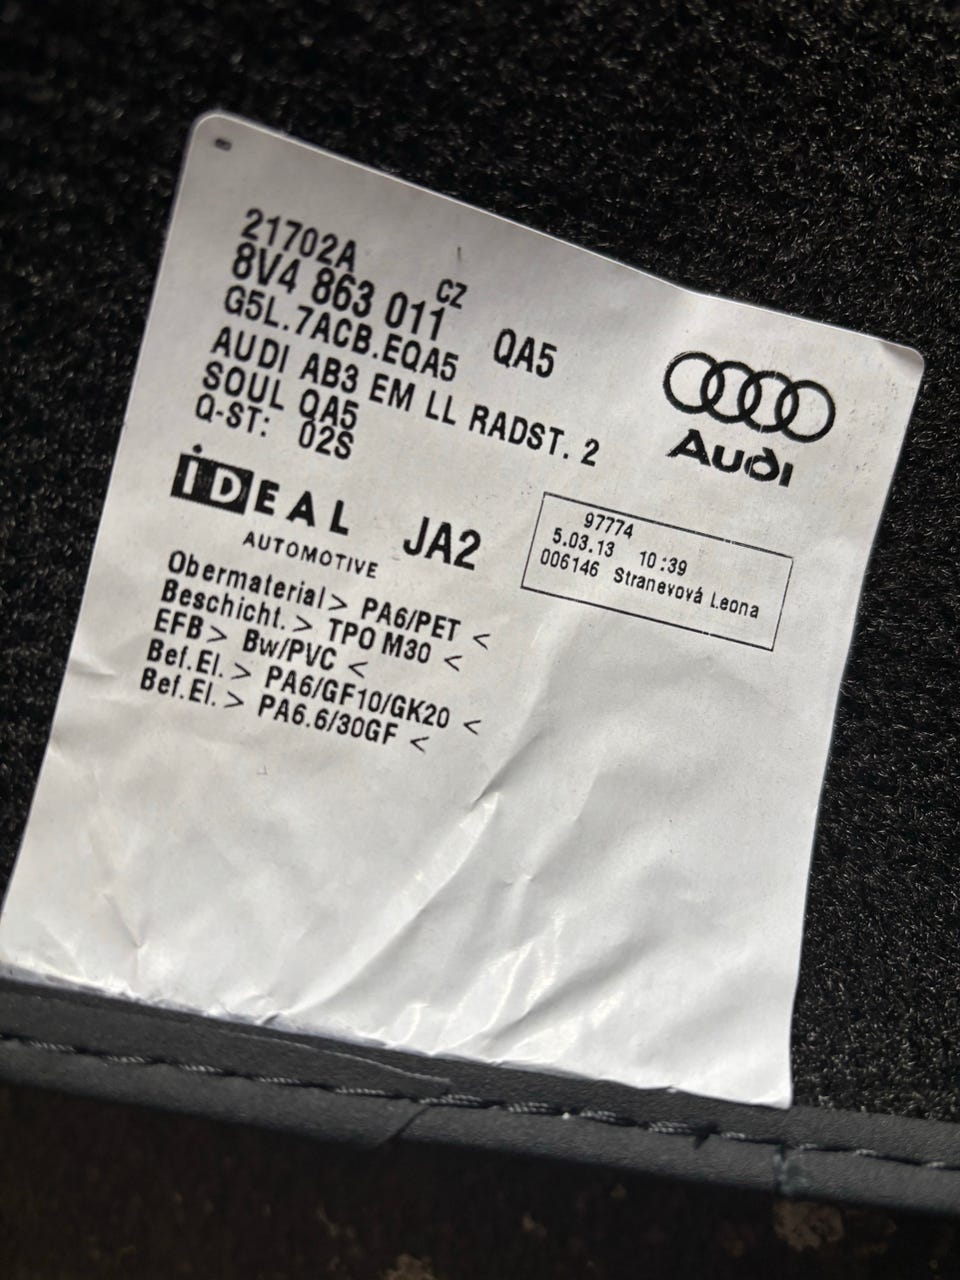 21702A
8V4 863 011 CZ QA5
G5L.7ACB.EQA5
AUDI AB3 EM LL RADST. 2
SOUL QA5
Q-ST: 02S
Audi
iDEAL JA2
AUTOMOTIVE
97774
5.03.13 10:39
006146 Stranevová Leona
Obermaterial> PA6/PET <
Beschicht.> TPO M30 <
EFB> Bw/PVC <
Bef.El.> PA6/GF10/GK20 <
Bef.El.> PA6.6/30GF <